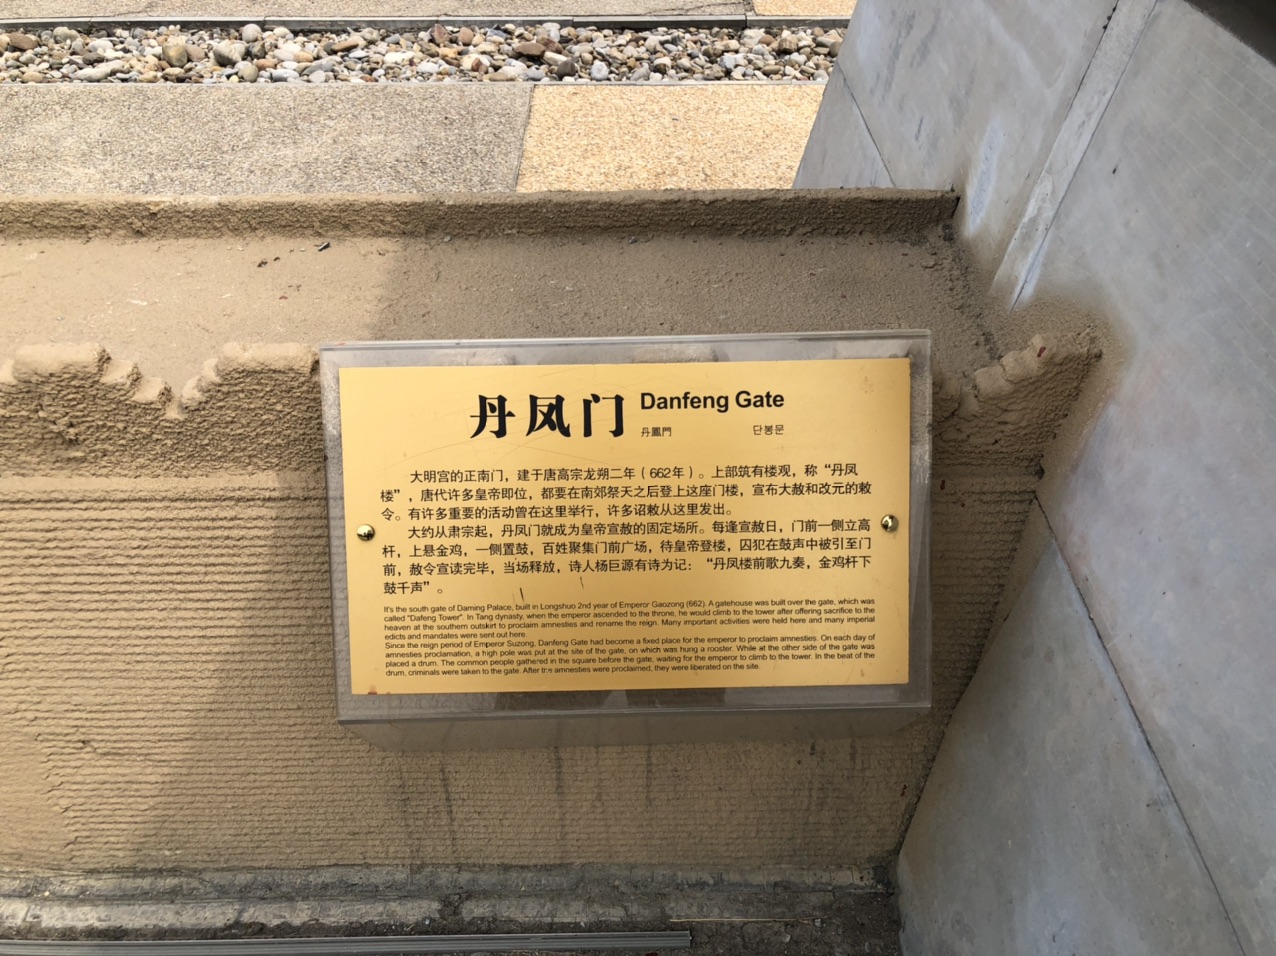 丹凤门 Danfeng Gate
丹鳳門 단봉문
大明宫的正南门，建于唐高宗龙朔二年（662年）。上部筑有楼观，称“丹凤
楼”，唐代许多皇帝即位，都要在南郊祭天之后登上这座门楼，宣布大赦和改元的敕
令。有许多重要的活动曾在这里举行，许多诏敕从这里发出。
大约从肃宗起，丹凤门就成为皇帝宣赦的固定场所。每逢宣赦日，门前一侧立高
杆，上悬金鸡，一侧置鼓，百姓聚集门前广场，待皇帝登楼，囚犯在鼓声中被引至门
前，赦令宣读完毕，当场释放，诗人杨巨源有诗为记：“丹凤楼前歌九奏，金鸡杆下
鼓千声”。
It's the south gate of Daming Palace, built in Longshuo 2nd year of Emperor Gaozong (662). A gatehouse was built over the gate, which was
called "Dafeng Tower". In Tang dynasty, when the emperor ascended to the throne, he would climb to the tower after offering sacrifice to the
heaven at the southern outskirt to proclaim amnesties and rename the reign. Many important activities were held here and many imperial
edicts and mandates were sent out here.
Since the reign period of Emperor Suzong, Danfeng Gate had become a fixed place for the emperor to proclaim amnesties. On each day of
amnesties proclamation, a high pole was put at the site of the gate, on which was hung a rooster. While at the other side of the gate was
placed a drum. The common people gathered in the square before the gate, waiting for the emperor to climb to the tower. In the beat of the
drum, criminals were taken to the gate. After the amnesties were proclaimed, they were liberated on the site.